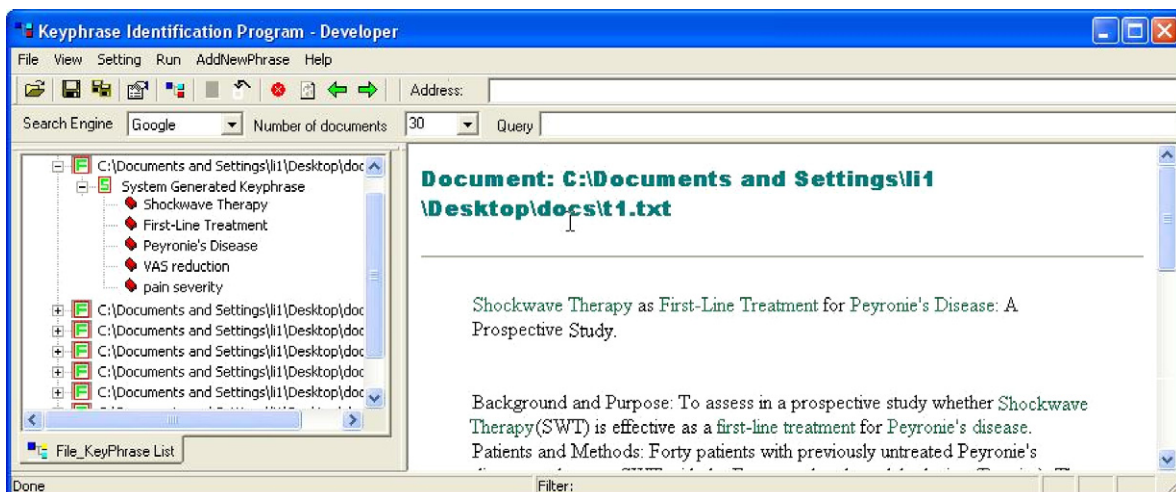 Keyphrase Identification Program - Developer
File View Setting Run AddNewPhrase Help
Address:
Search Engine Google Number of documents 30 Query
C:\Documents and Settings\li1\Desktop\doc
System Generated Keyphrase
Shockwave Therapy
First-Line Treatment
Peyronie's Disease
VAS reduction
pain severity
C:\Documents and Settings\li1\Desktop\doc
C:\Documents and Settings\li1\Desktop\doc
C:\Documents and Settings\li1\Desktop\doc
C:\Documents and Settings\li1\Desktop\doc
C:\Documents and Settings\li1\Desktop\doc
File_KeyPhrase List
Document: C:\Documents and Settings\li1
\Desktop\docs\t1.txt
Shockwave Therapy as First-Line Treatment for Peyronie's Disease: A
Prospective Study.
Background and Purpose: To assess in a prospective study whether Shockwave
Therapy(SWT) is effective as a first-line treatment for Peyronie's disease.
Patients and Methods: Forty patients with previously untreated Peyronie's
Done Filter: